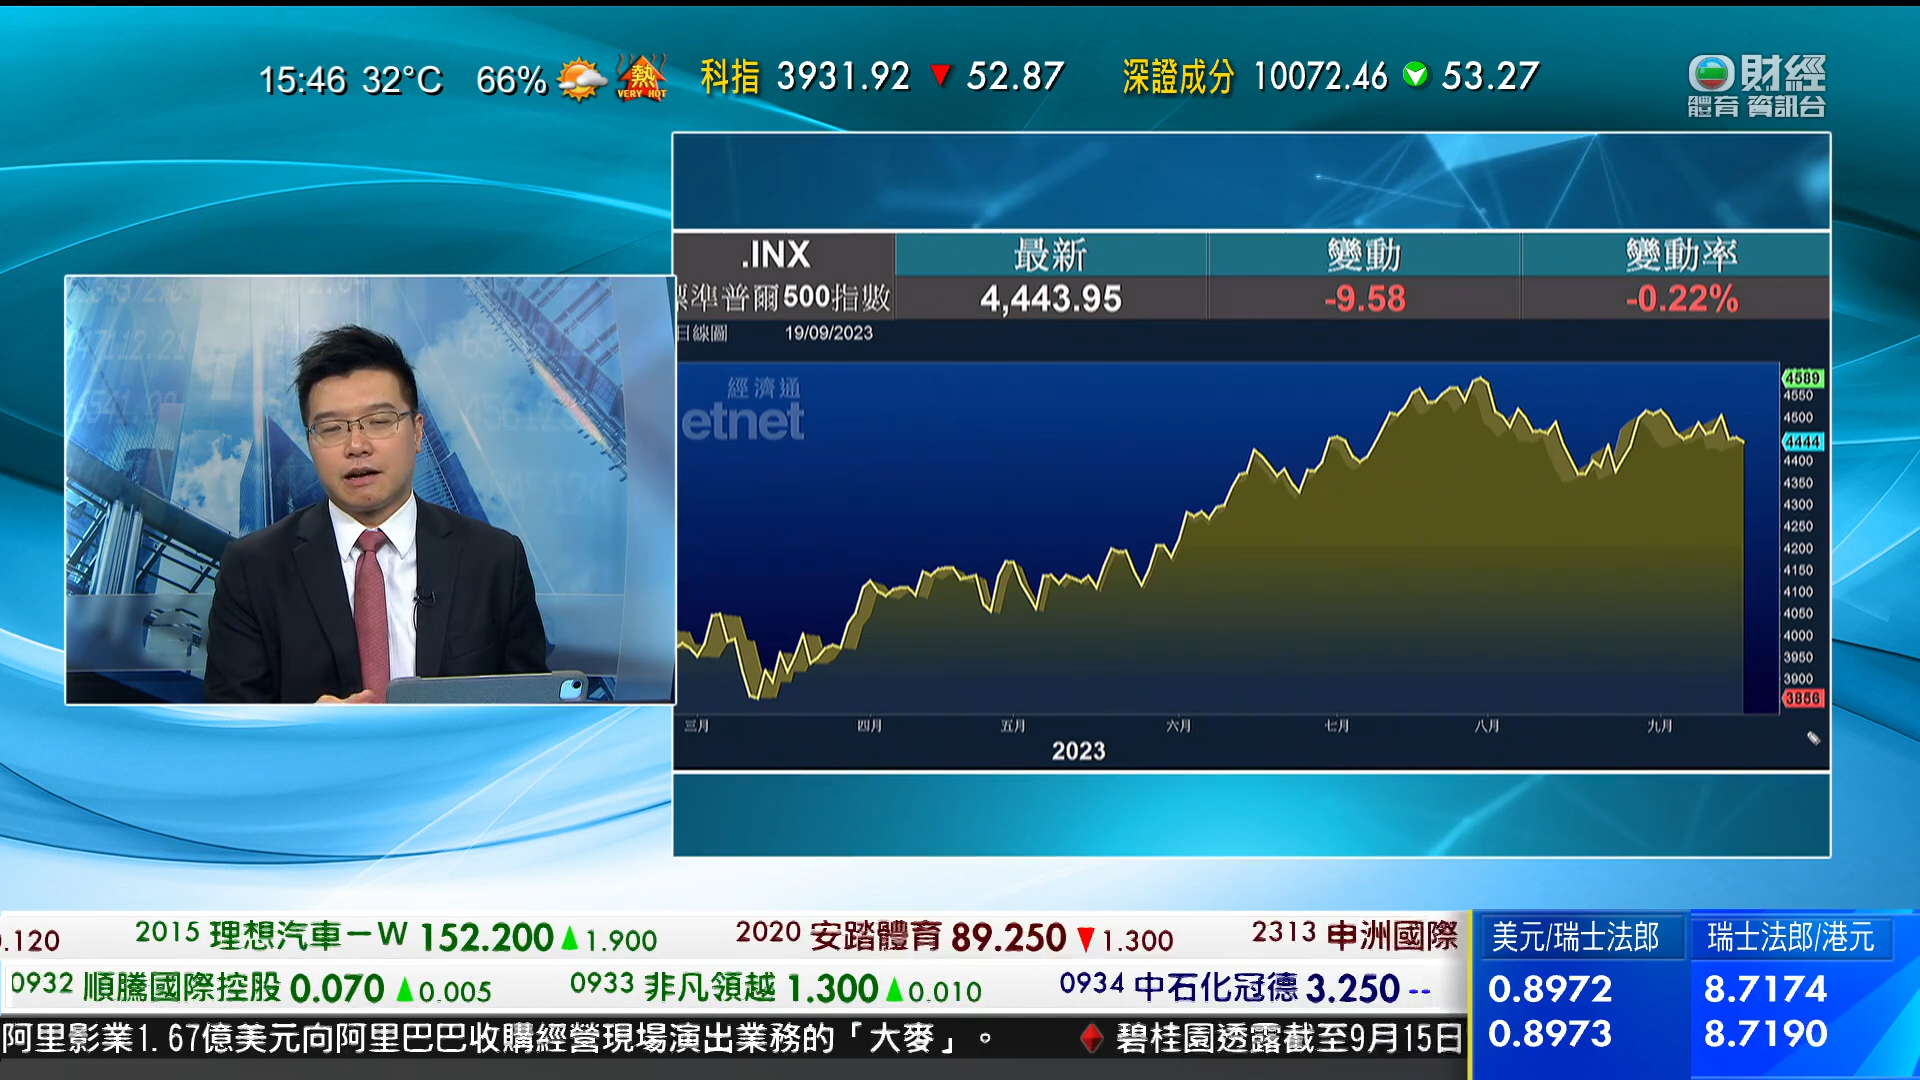 15:46 32°C 66% 熱 VERY HOT 科指 3931.92 ▼ 52.87 深證成分 10072.46 53.27
財經
體育 資訊台
.INX 最新 變動 變動率
標準普爾500指數 4,443.95 -9.58 -0.22%
日線圖 19/09/2023
經濟通
etnet
4589
4550
4500
4444
4400
4350
4300
4250
4200
4150
4100
4050
4000
3950
3900
3856
三月 四月 五月 六月 七月 八月 九月
2023
.120 2015 理想汽車－W 152.200 ▲ 1.900 2020 安踏體育 89.250 ▼ 1.300 2313 申洲國際
0932 順騰國際控股 0.070 ▲ 0.005 0933 非凡領越 1.300 ▲ 0.010 0934 中石化冠德 3.250 --
阿里影業1.67億美元向阿里巴巴收購經營現場演出業務的「大麥」。 ◆ 碧桂園透露截至9月15日
美元/瑞士法郎 瑞士法郎/港元
0.8972 8.7174
0.8973 8.7190